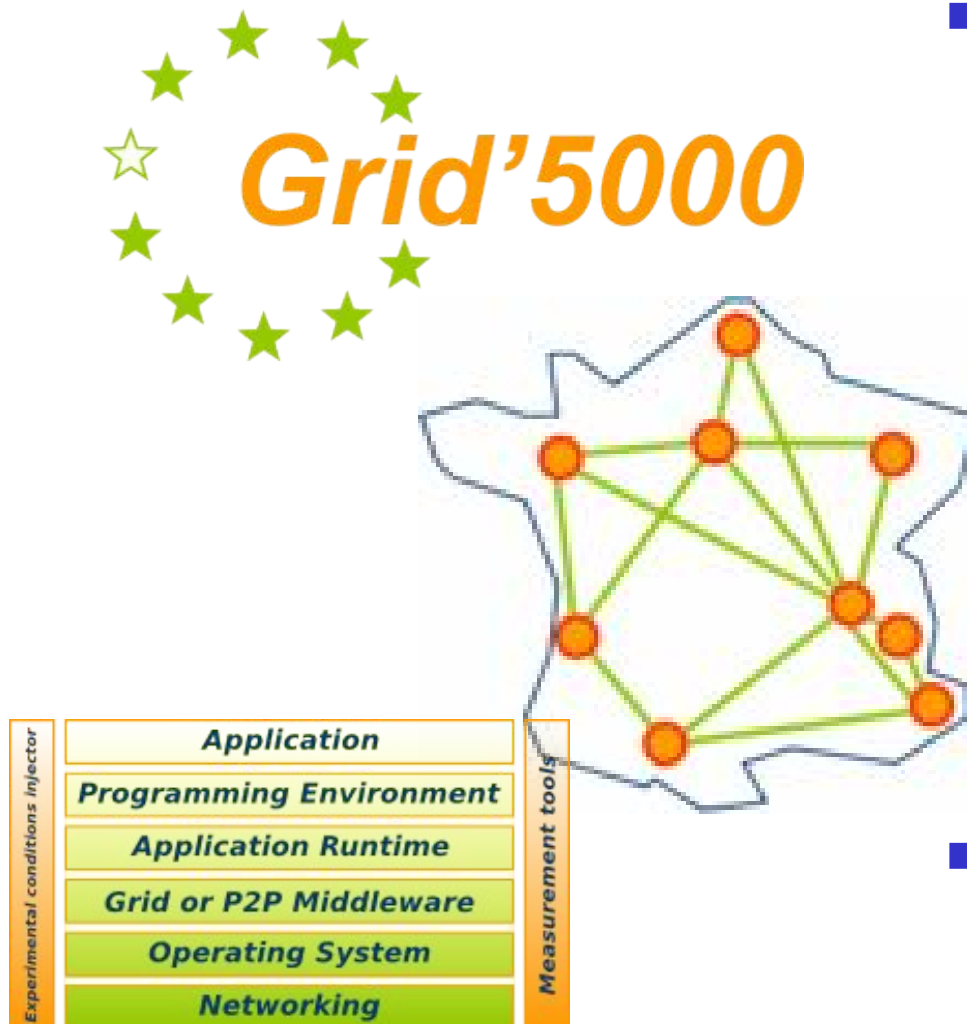 Grid'5000
Experimental conditions injector
Application
Programming Environment
Application Runtime
Grid or P2P Middleware
Operating System
Networking
Measurement tools